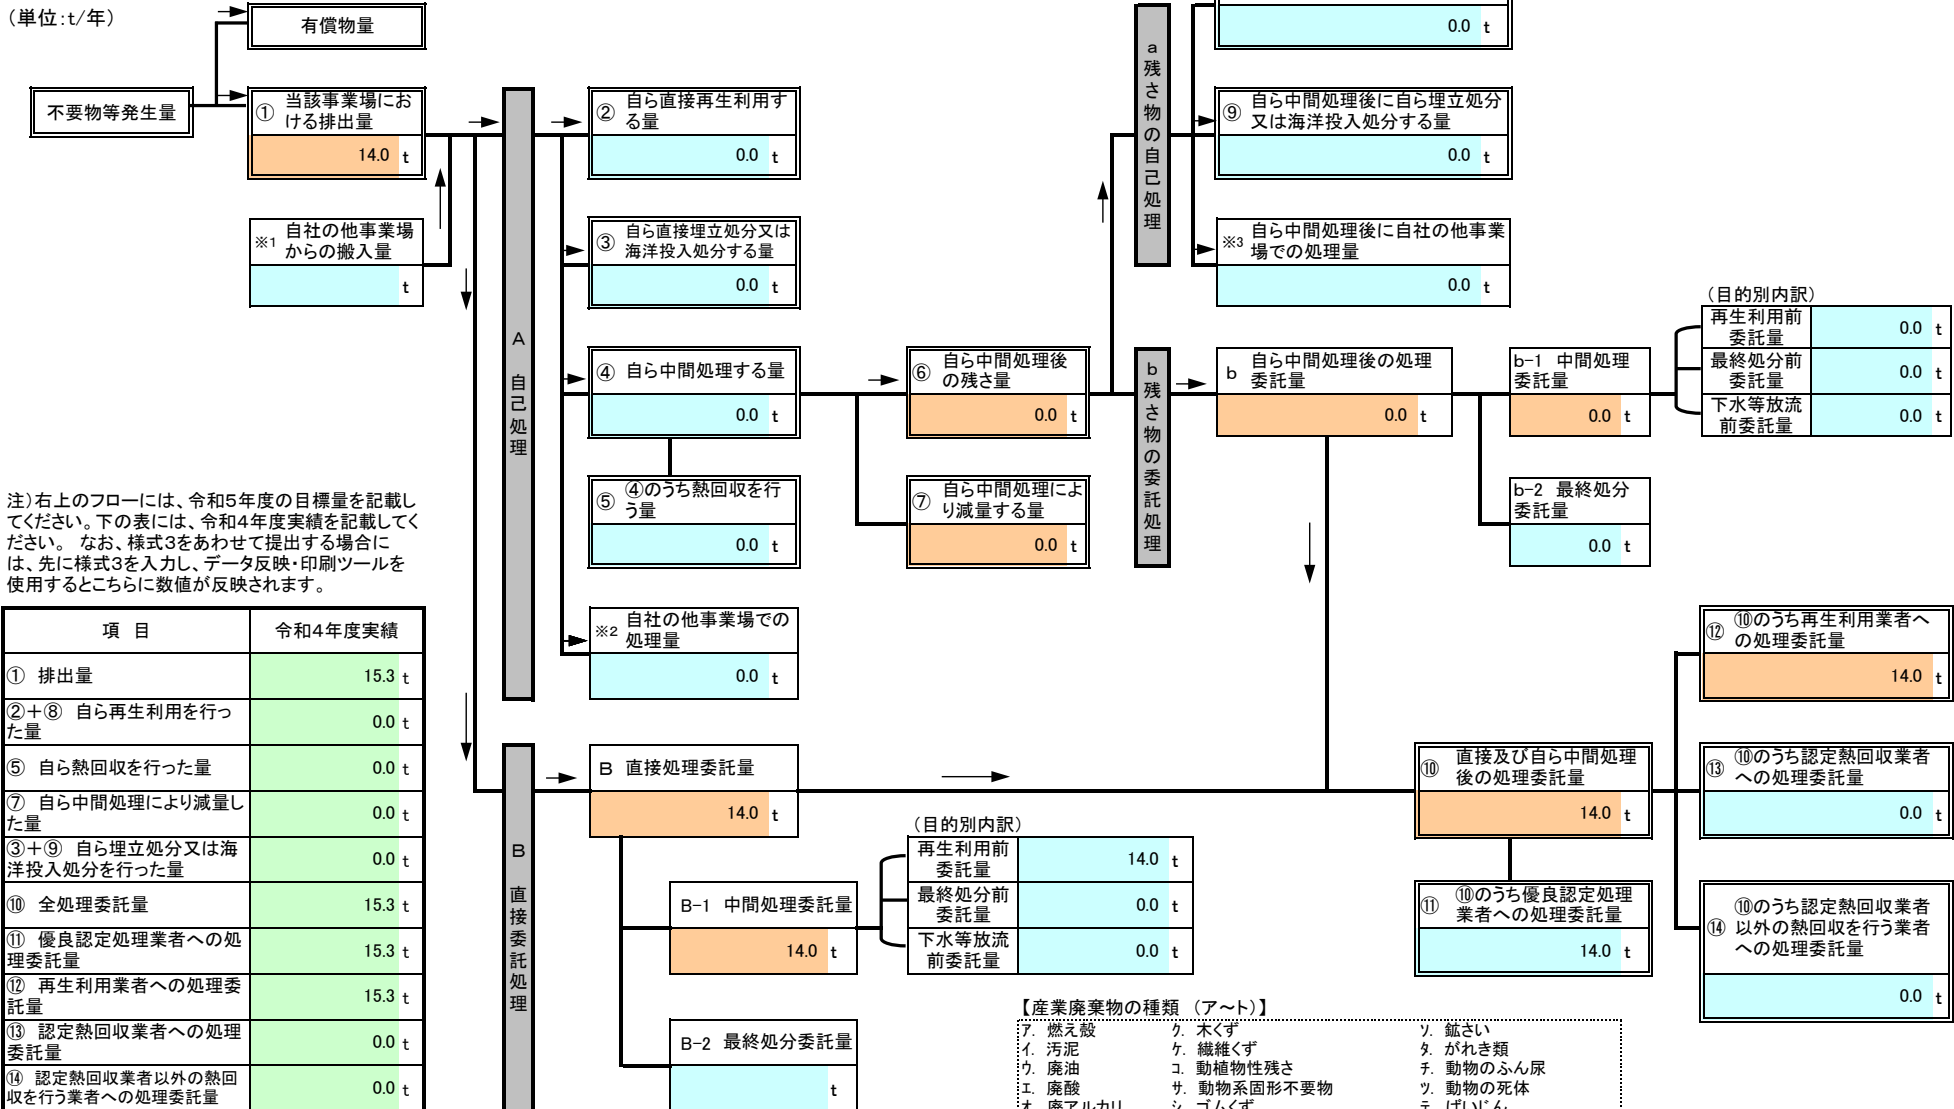 (単位:t/年)
有償物量
不要物等発生量
① 当該事業場にお
ける排出量
14.0 t
※1 自社の他事業場
からの搬入量
t
A 自己処理
② 自ら直接再生利用す
る量
0.0 t
③ 自ら直接埋立処分又は
海洋投入処分する量
0.0 t
④ 自ら中間処理する量
0.0 t
⑤ ④のうち熱回収を行
う量
0.0 t
※2 自社の他事業場での
処理量
0.0 t
⑥ 自ら中間処理後
の残さ量
0.0 t
⑦ 自ら中間処理によ
り減量する量
0.0 t
a 残さ物の自己処理
0.0 t
⑨ 自ら中間処理後に自ら埋立処分
又は海洋投入処分する量
0.0 t
※3 自ら中間処理後に自社の他事業
場での処理量
0.0 t
b 残さ物の委託処理
b 自ら中間処理後の処理
委託量
0.0 t
b-1 中間処理
委託量
0.0 t
(目的別内訳)
再生利用前
委託量
0.0 t
最終処分前
委託量
0.0 t
下水等放流
前委託量
0.0 t
b-2 最終処分
委託量
0.0 t
注)右上のフローには、令和5年度の目標量を記載し
てください。下の表には、令和4年度実績を記載してく
ださい。 なお、様式3をあわせて提出する場合に
は、先に様式3を入力し、データ反映・印刷ツールを
使用するとこちらに数値が反映されます。
項 目 令和4年度実績
① 排出量 15.3 t
②+⑧ 自ら再生利用を行っ
た量
0.0 t
⑤ 自ら熱回収を行った量 0.0 t
⑦ 自ら中間処理により減量し
た量
0.0 t
③+⑨ 自ら埋立処分又は海
洋投入処分を行った量
0.0 t
⑩ 全処理委託量 15.3 t
⑪ 優良認定処理業者への処
理委託量
15.3 t
⑫ 再生利用業者への処理委
託量
15.3 t
⑬ 認定熱回収業者への処理
委託量
0.0 t
⑭ 認定熱回収業者以外の熱回
収を行う業者への処理委託量
0.0 t
B 直接委託処理
B 直接処理委託量
14.0 t
B-1 中間処理委託量
14.0 t
(目的別内訳)
再生利用前
委託量
14.0 t
最終処分前
委託量
0.0 t
下水等放流
前委託量
0.0 t
B-2 最終処分委託量
t
⑩ 直接及び自ら中間処理
後の処理委託量
14.0 t
⑪ ⑩のうち優良認定処理
業者への処理委託量
14.0 t
⑫ ⑩のうち再生利用業者へ
の処理委託量
14.0 t
⑬ ⑩のうち認定熱回収業者
への処理委託量
0.0 t
⑭ ⑩のうち認定熱回収業者
以外の熱回収を行う業者
への処理委託量
0.0 t
【産業廃棄物の種類 (ア~ト)】
ア. 燃え殻 ク. 木くず ソ. 鉱さい
イ. 汚泥 ケ. 繊維くず タ. がれき類
ウ. 廃油 コ. 動植物性残さ チ. 動物のふん尿
エ. 廃酸 サ. 動物系固形不要物 ツ. 動物の死体
オ. 廃アルカリ シ. ゴムくず テ. ばいじん